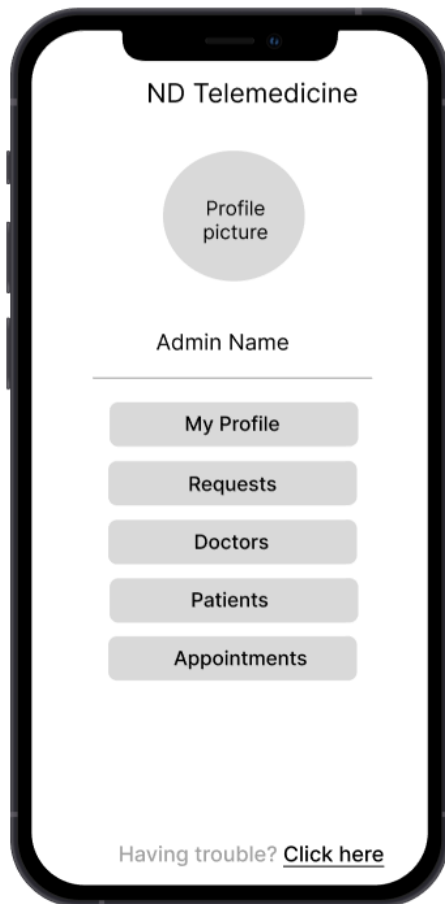 ND Telemedicine
Profile
picture
Admin Name
My Profile
Requests
Doctors
Patients
Appointments
Having trouble? Click here